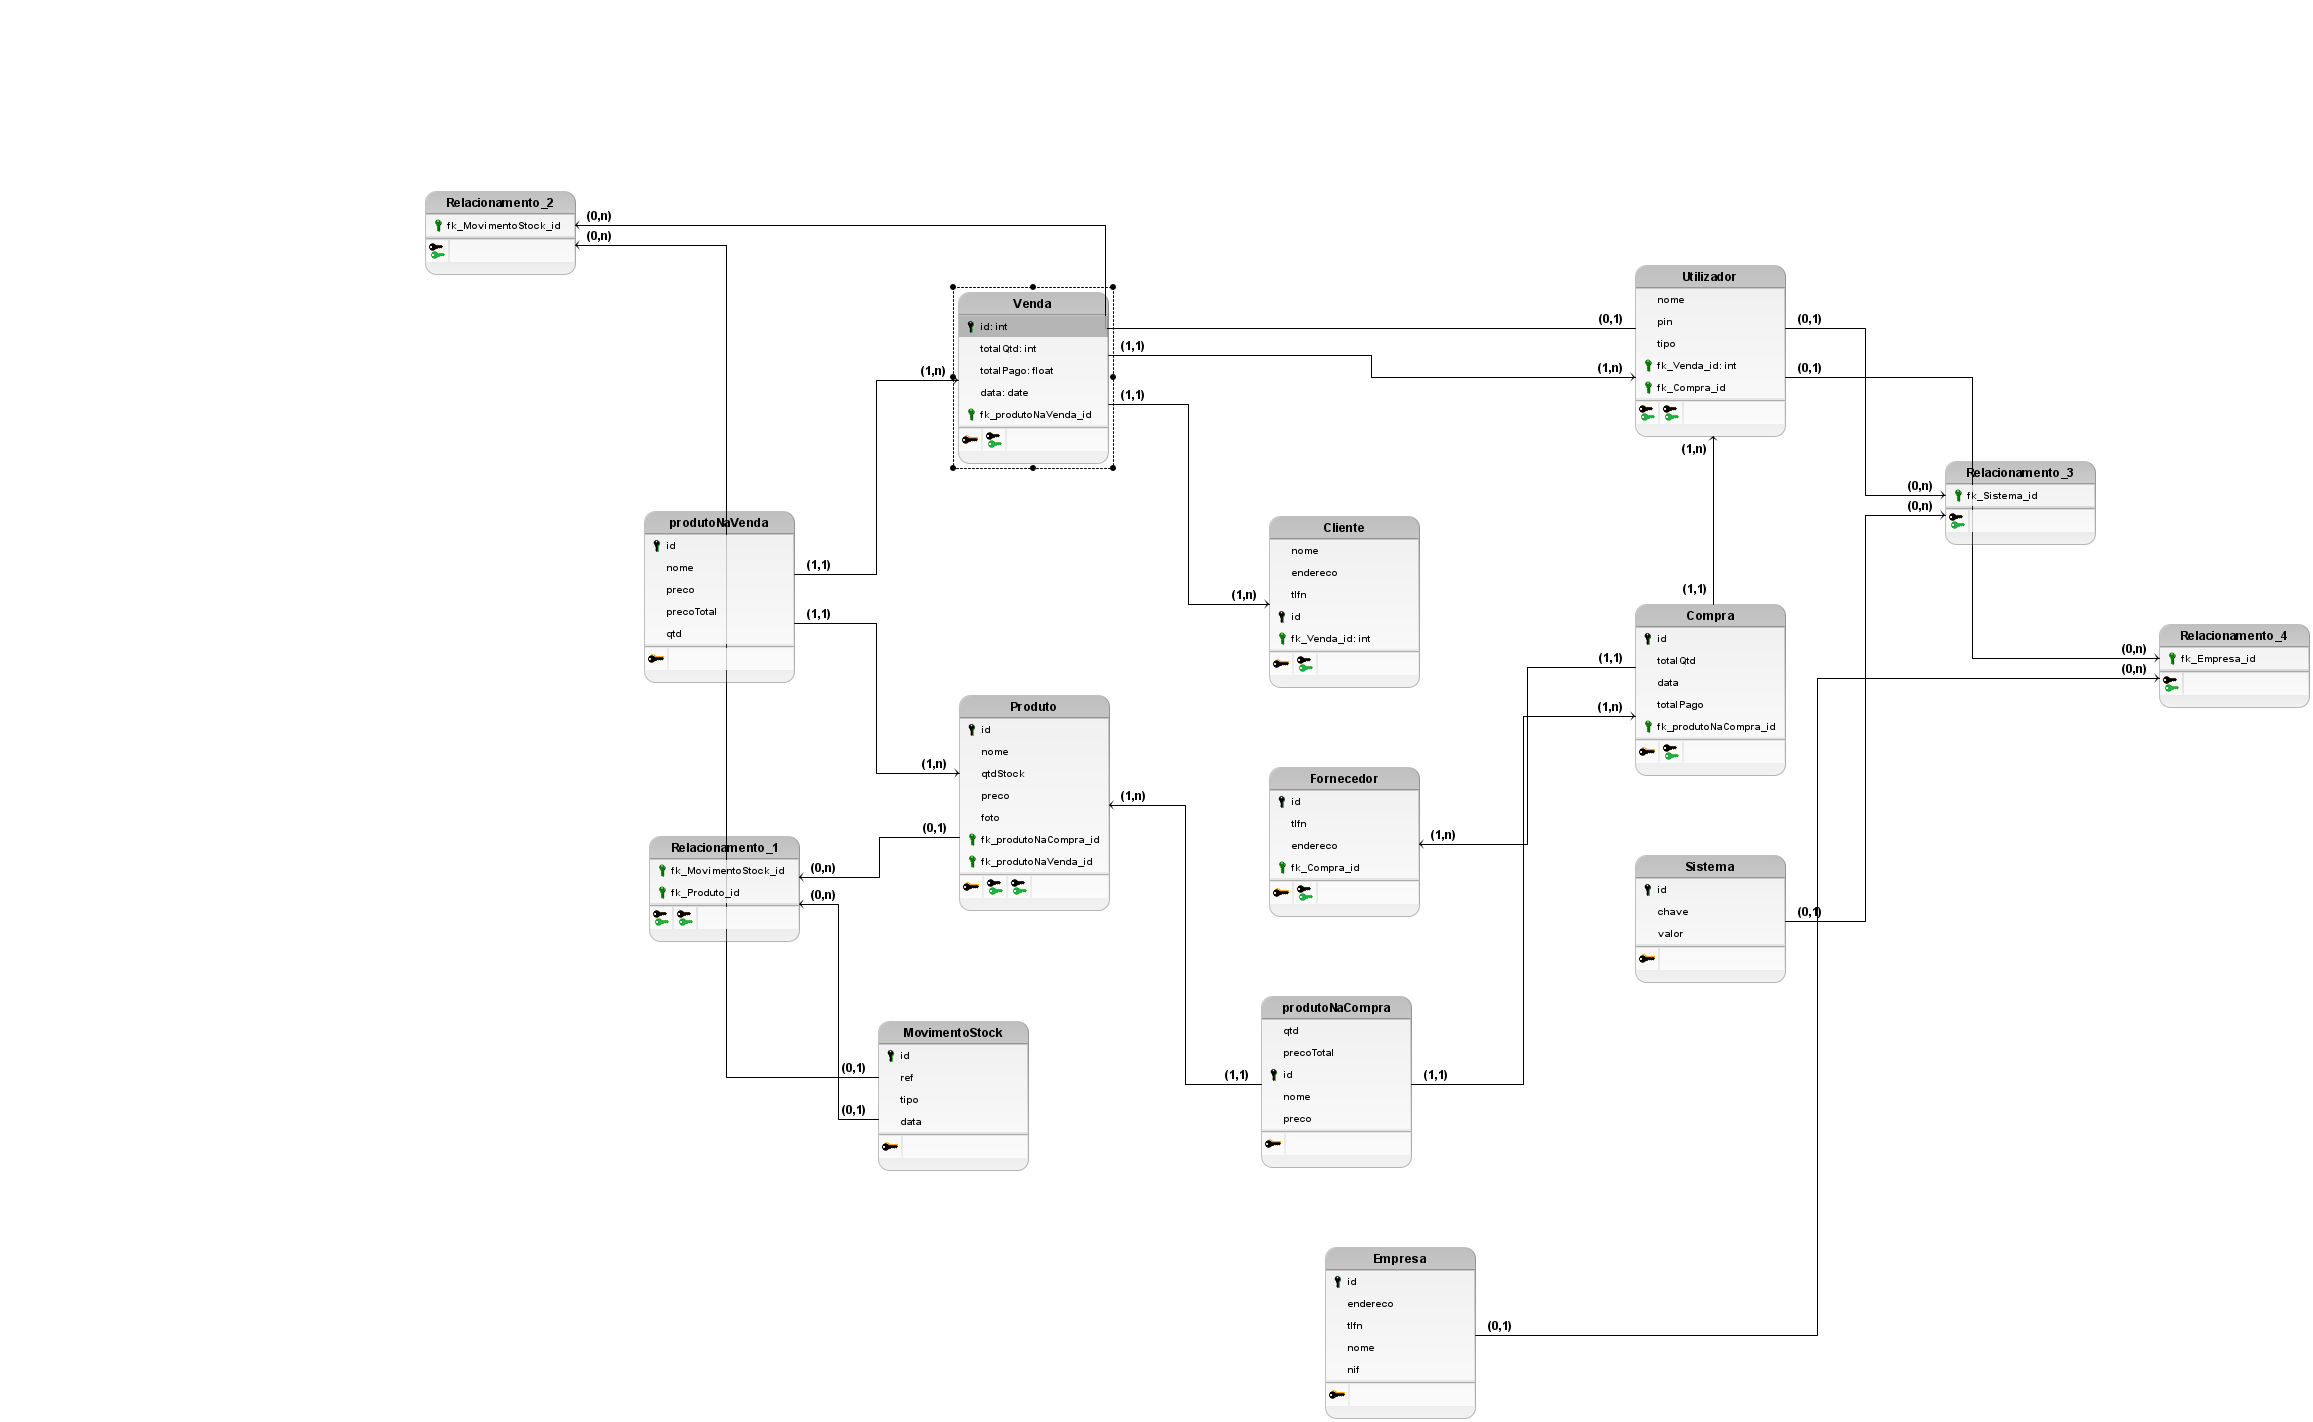 Relacionamento_2
fk_MovimentoStock_id
(0,n)
(0,n)
Venda
id: int
totalQtd: int
totalPago: float
data: date
fk_produtoNaVenda_id
(1,n)
(1,1)
(1,1)
(0,1)
(1,n)
Utilizador
nome
pin
tipo
fk_Venda_id: int
fk_Compra_id
(0,1)
(0,1)
(1,n)
(1,1)
Relacionamento_3
fk_Sistema_id
(0,n)
(0,n)
produtoNaVenda
id
nome
preco
precoTotal
qtd
(1,1)
(1,1)
Cliente
nome
endereco
tlfn
id
fk_Venda_id: int
(1,n)
Compra
id
totalQtd
data
totalPago
fk_produtoNaCompra_id
(1,1)
(1,n)
Relacionamento_4
fk_Empresa_id
(0,n)
(0,n)
Produto
id
nome
qtdStock
preco
foto
fk_produtoNaCompra_id
fk_produtoNaVenda_id
(1,n)
(0,1)
(1,n)
Fornecedor
id
tlfn
endereco
fk_Compra_id
(1,n)
Relacionamento_1
fk_MovimentoStock_id
fk_Produto_id
(0,n)
(0,n)
Sistema
id
chave
valor
(0,1)
MovimentoStock
id
ref
tipo
data
(0,1)
(0,1)
produtoNaCompra
qtd
precoTotal
id
nome
preco
(1,1)
(1,1)
Empresa
id
endereco
tlfn
nome
nif
(0,1)